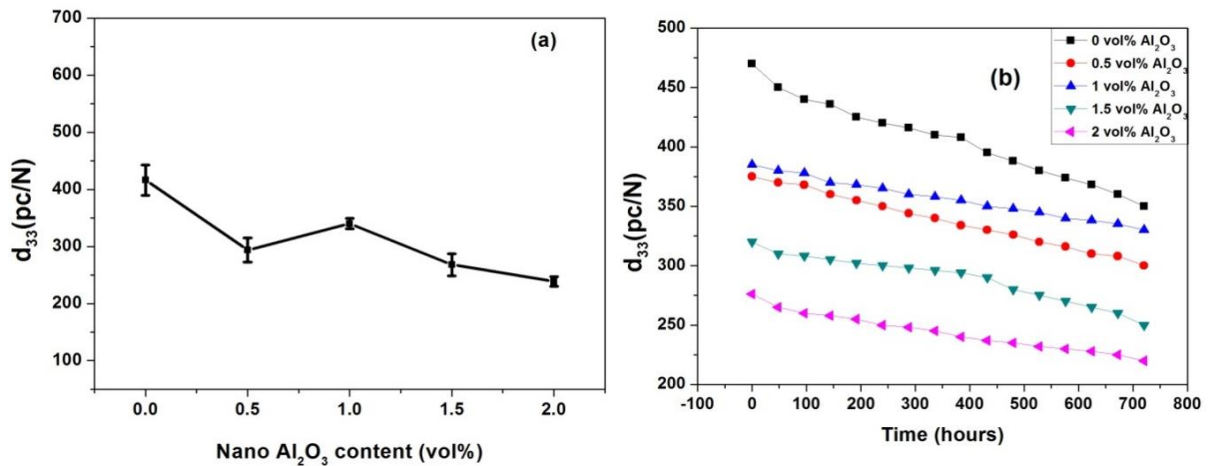 (a)
d₃₃(pc/N)
700
600
500
400
300
200
100
0.0 0.5 1.0 1.5 2.0
Nano Al₂O₃ content (vol%)
(b)
0 vol% Al₂O₃
0.5 vol% Al₂O₃
1 vol% Al₂O₃
1.5 vol% Al₂O₃
2 vol% Al₂O₃
d₃₃(pc/N)
500
450
400
350
300
250
200
-100 0 100 200 300 400 500 600 700 800
Time (hours)